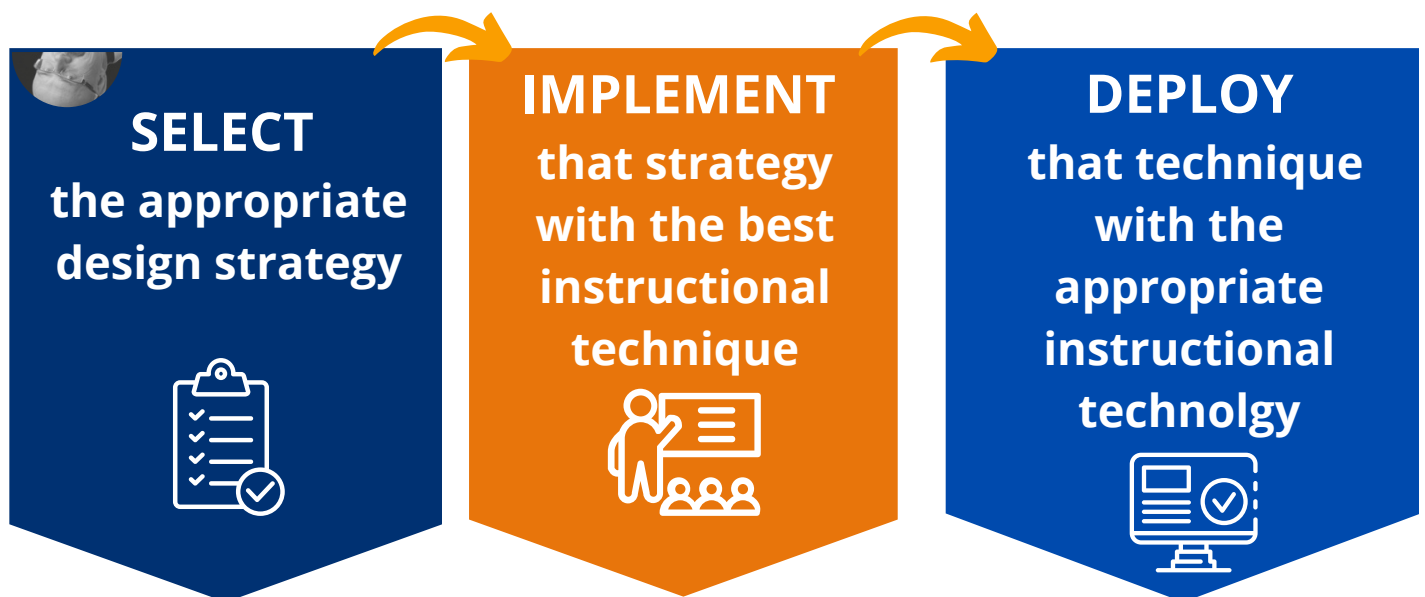 SELECT
the appropriate
design strategy
IMPLEMENT
that strategy
with the best
instructional
technique
DEPLOY
that technique
with the
appropriate
instructional
technolgy